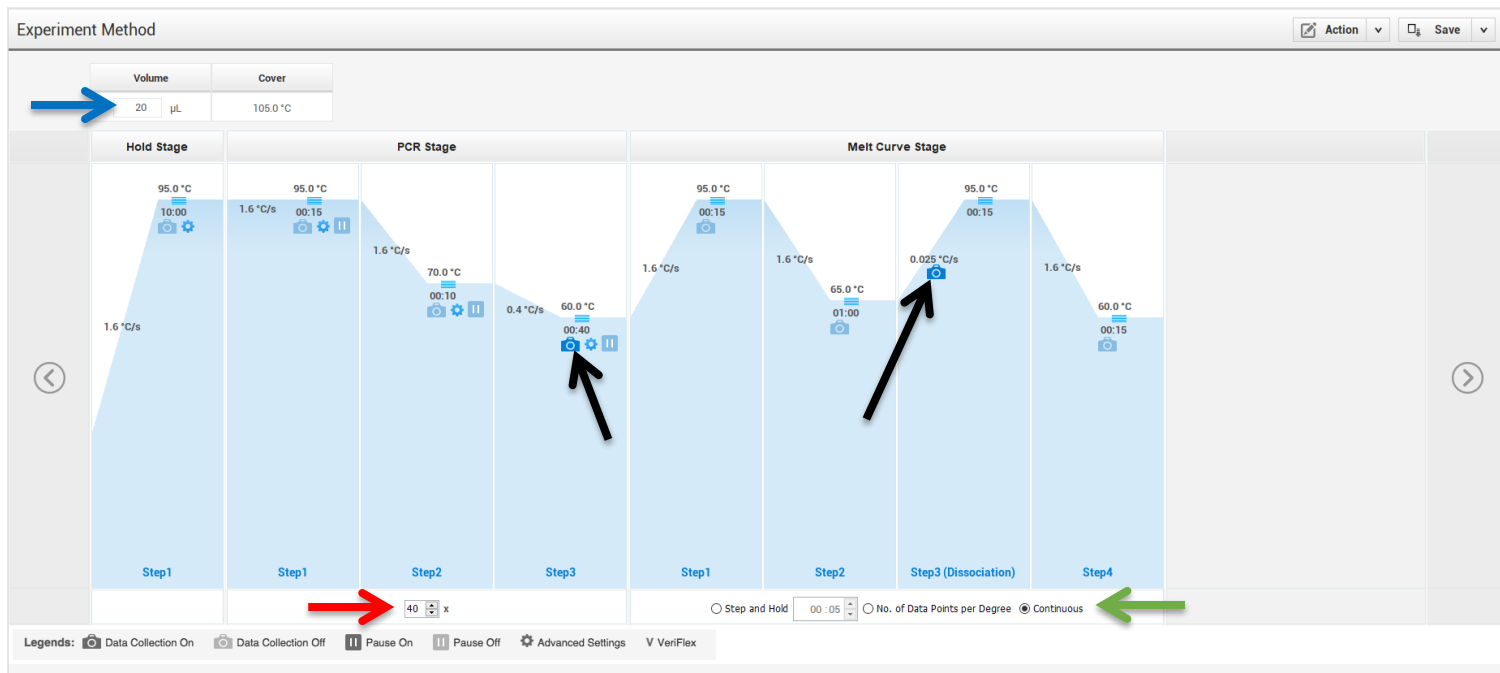 Experiment Method
Action
Save
Volume Cover
20 µL 105.0 °C
Hold Stage PCR Stage Melt Curve Stage
95.0 °C
10:00
1.6 °C/s
95.0 °C
1.6 °C/s
00:15
1.6 °C/s
70.0 °C
00:10
0.4 °C/s
60.0 °C
00:40
95.0 °C
00:15
1.6 °C/s
1.6 °C/s
65.0 °C
01:00
95.0 °C
00:15
0.025 °C/s
1.6 °C/s
60.0 °C
00:15
Step1 Step1 Step2 Step3 Step1 Step2 Step3 (Dissociation) Step4
40 x
Step and Hold 00 : 05 No. of Data Points per Degree Continuous
Legends: Data Collection On Data Collection Off Pause On Pause Off Advanced Settings V VeriFlex